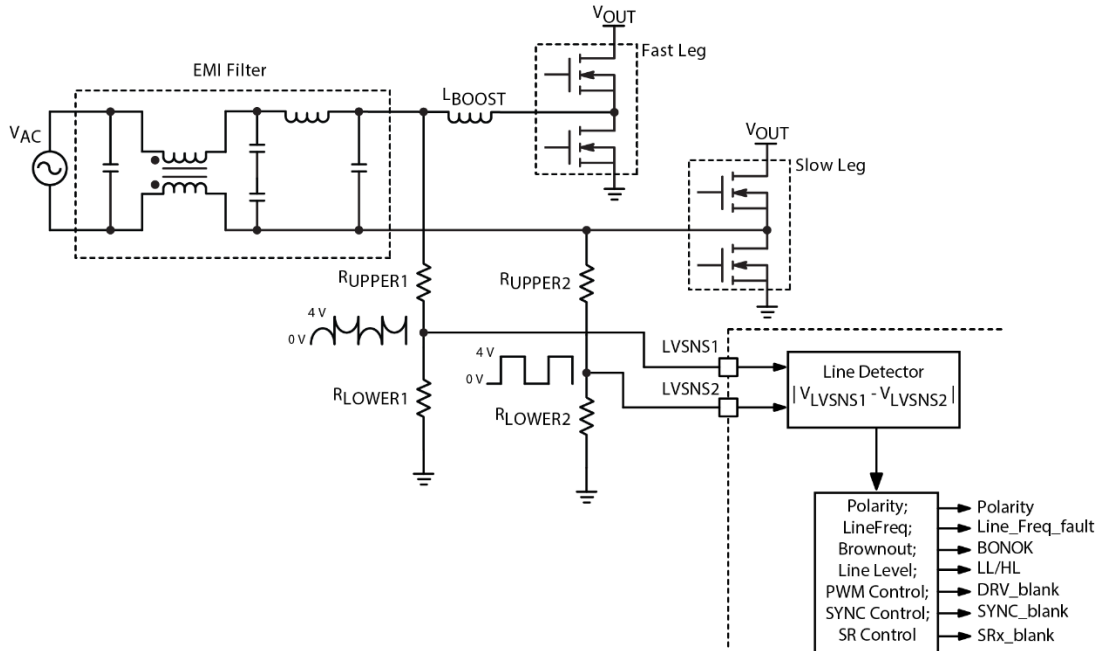 VOUT
Fast Leg
EMI Filter
LBOOST
VAC
VOUT
Slow Leg
RUPPER1
RUPPER2
4 V
0 V
LVSNS1
4 V
0 V
LVSNS2
Line Detector
| VLVSNS1 - VLVSNS2 |
RLOWER1
RLOWER2
Polarity; Polarity
LineFreq; Line_Freq_fault
Brownout; BONOK
Line Level; LL/HL
PWM Control; DRV_blank
SYNC Control; SYNC_blank
SR Control SRx_blank